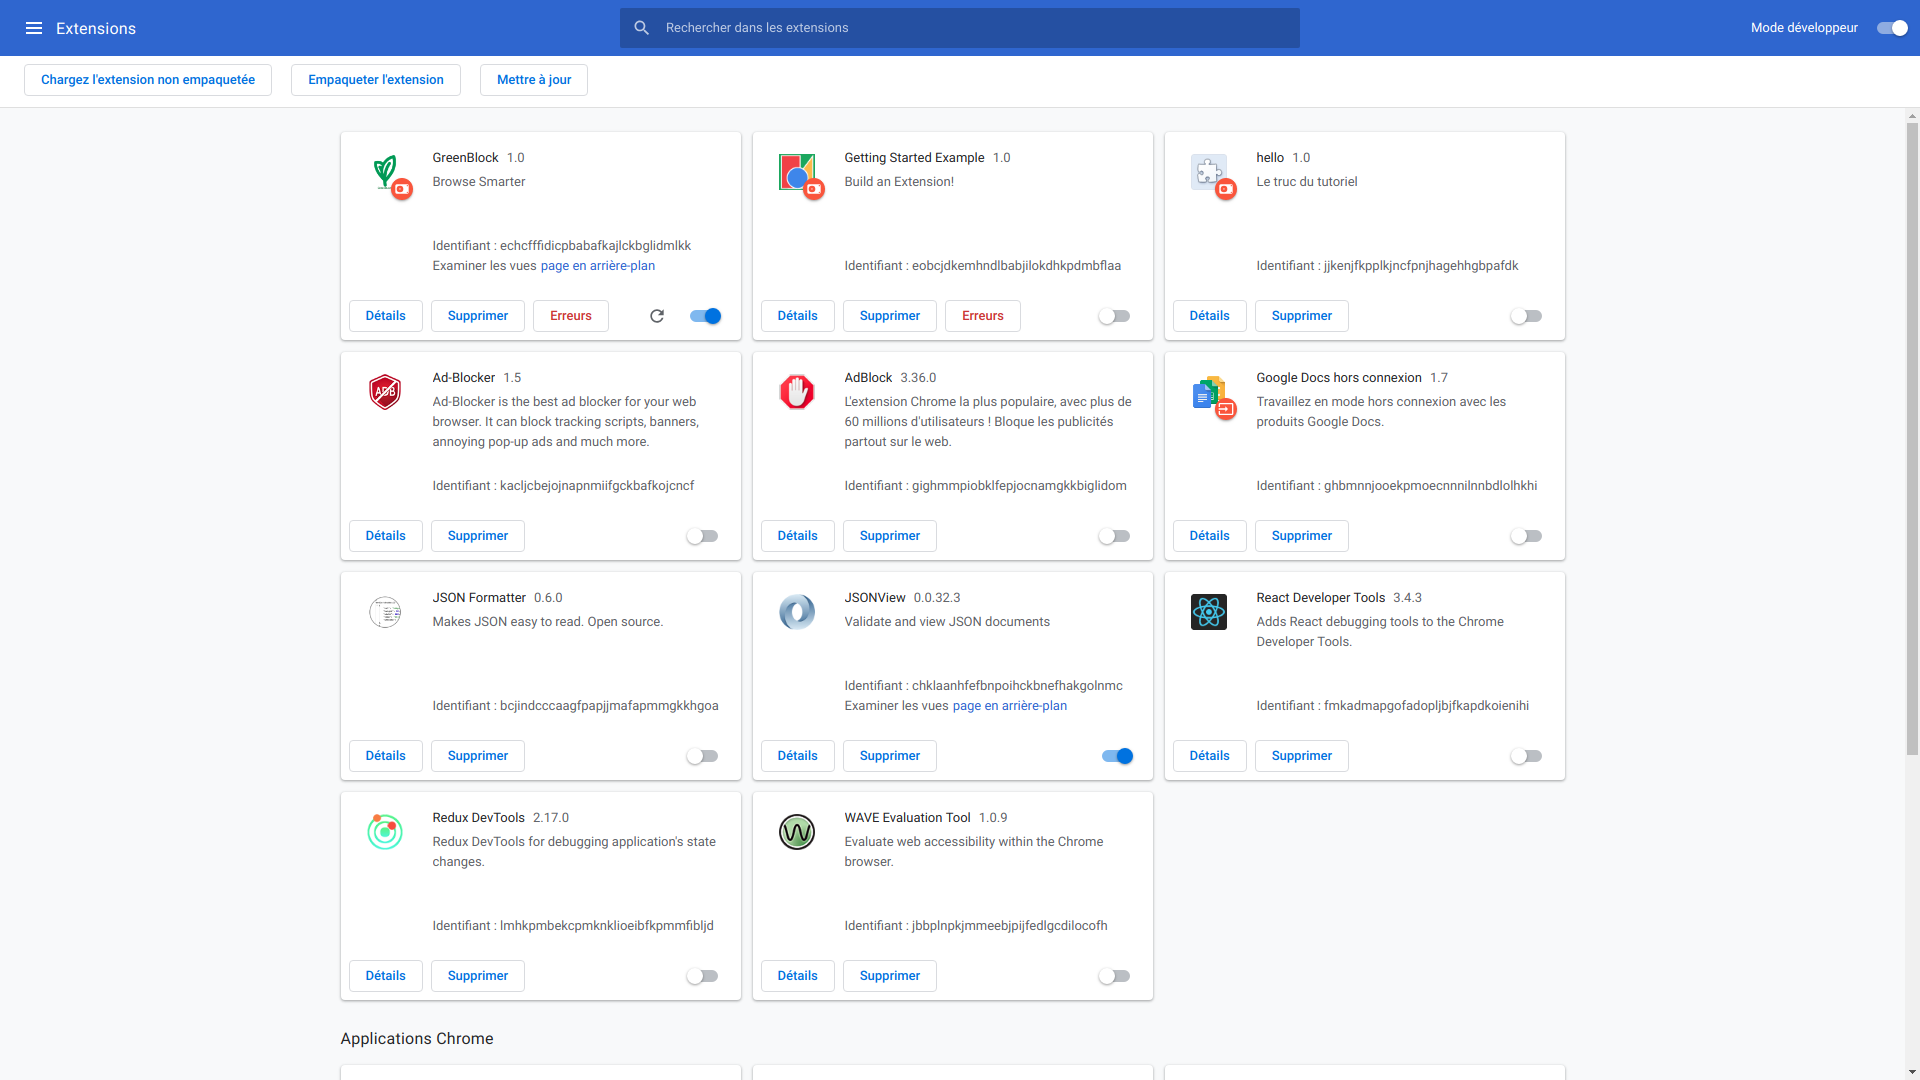 Extensions
Rechercher dans les extensions
Mode développeur
Chargez l'extension non empaquetée
Empaqueter l'extension
Mettre à jour
GreenBlock 1.0
Browse Smarter
Identifiant : echcfffidicpbabafkajlckbglidmlkk
Examiner les vues page en arrière-plan
Détails
Supprimer
Erreurs
Getting Started Example 1.0
Build an Extension!
Identifiant : eobcjdkemhndlbabjilokdhkpdmbflaa
Détails
Supprimer
Erreurs
hello 1.0
Le truc du tutoriel
Identifiant : jjkenjfkpplkjncfpnjhagehhgbpafdk
Détails
Supprimer
ADB
Ad-Blocker 1.5
Ad-Blocker is the best ad blocker for your web
browser. It can block tracking scripts, banners,
annoying pop-up ads and much more.
Identifiant : kacljcbejojnapnmiifgckbafkojcncf
Détails
Supprimer
AdBlock 3.36.0
L'extension Chrome la plus populaire, avec plus de
60 millions d'utilisateurs ! Bloque les publicités
partout sur le web.
Identifiant : gighmmpiobklfepjocnamgkkbiglidom
Détails
Supprimer
Google Docs hors connexion 1.7
Travaillez en mode hors connexion avec les
produits Google Docs.
Identifiant : ghbmnnjooekpmoecnnnilnnbdlolhkhi
Détails
Supprimer
JSON Formatter 0.6.0
Makes JSON easy to read. Open source.
Identifiant : bcjindcccaagfpapjjmafapmmgkkhgoa
Détails
Supprimer
JSONView 0.0.32.3
Validate and view JSON documents
Identifiant : chklaanhfefbnpoihckbnefhakgolnmc
Examiner les vues page en arrière-plan
Détails
Supprimer
React Developer Tools 3.4.3
Adds React debugging tools to the Chrome
Developer Tools.
Identifiant : fmkadmapgofadopljbjfkapdkoienihi
Détails
Supprimer
Redux DevTools 2.17.0
Redux DevTools for debugging application's state
changes.
Identifiant : lmhkpmbekcpmknklioeibfkpmmfibljd
Détails
Supprimer
W
WAVE Evaluation Tool 1.0.9
Evaluate web accessibility within the Chrome
browser.
Identifiant : jbbplnpkjmmeebjpijfedlgcdilocofh
Détails
Supprimer
Applications Chrome